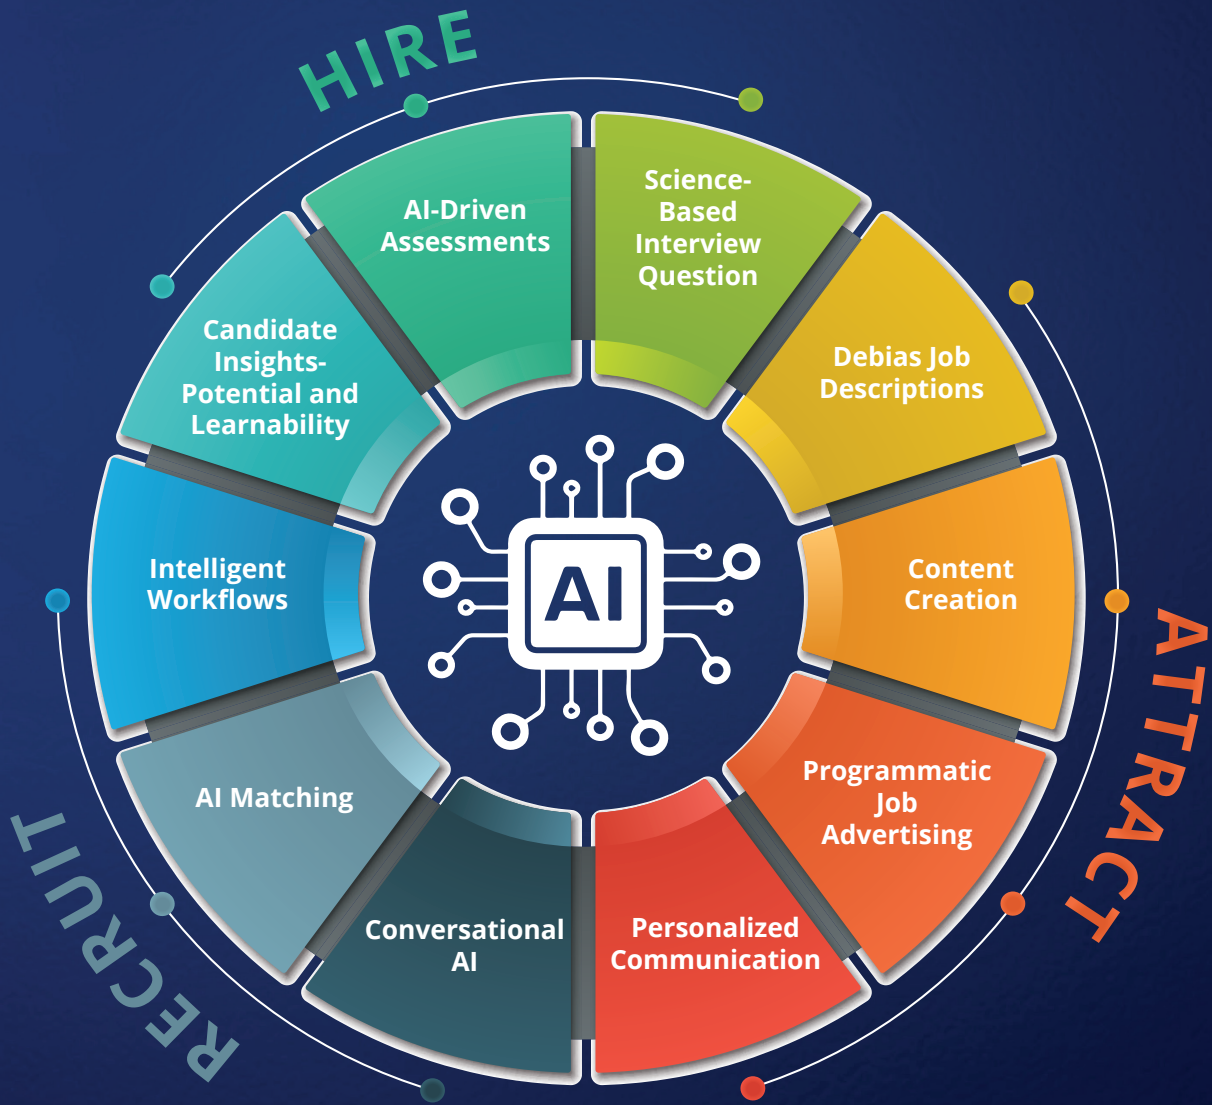 HIRE
AI-Driven
Assessments
Science-
Based
Interview
Question
Debias Job
Descriptions
Content
Creation
Programmatic
Job
Advertising
Personalized
Communication
Conversational
AI
AI Matching
Intelligent
Workflows
Candidate
Insights-
Potential and
Learnability
AI
ATTRACT
RECRUIT